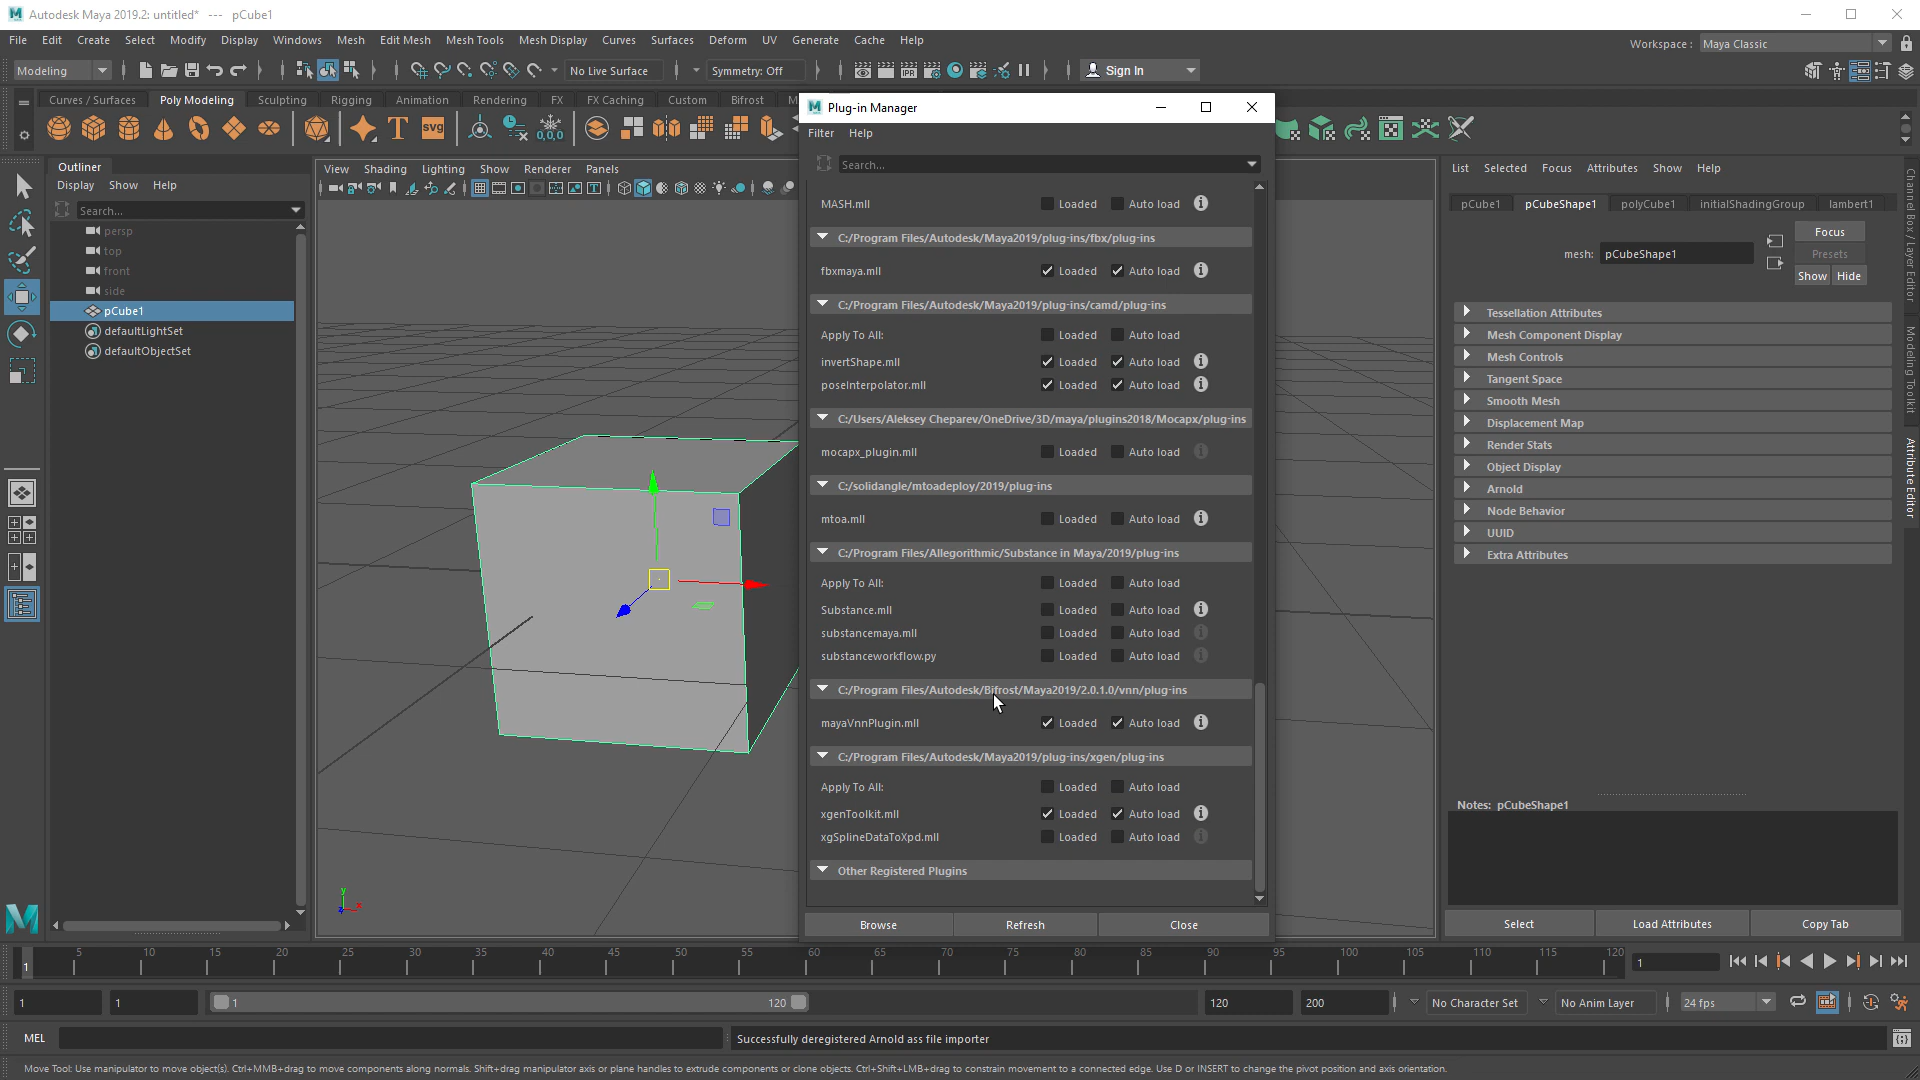 Autodesk Maya 2019.2: untitled* --- pCube1
File Edit Create Select Modify Display Windows Mesh Edit Mesh Mesh Tools Mesh Display Curves Surfaces Deform UV Generate Cache Help
Workspace : Maya Classic
Modeling No Live Surface Symmetry: Off Sign In
Curves / Surfaces Poly Modeling Sculpting Rigging Animation Rendering FX FX Caching Custom Bifrost
Plug-in Manager
Filter Help
Search...
Outliner
Display Show Help
Search...
persp
top
front
side
pCube1
defaultLightSet
defaultObjectSet
View Shading Lighting Show Renderer Panels
MASH.mll Loaded Auto load
C:/Program Files/Autodesk/Maya2019/plug-ins/fbx/plug-ins
fbxmaya.mll Loaded Auto load
C:/Program Files/Autodesk/Maya2019/plug-ins/camd/plug-ins
Apply To All: Loaded Auto load
invertShape.mll Loaded Auto load
poseInterpolator.mll Loaded Auto load
C:/Users/Aleksey Cheparev/OneDrive/3D/maya/plugins2018/Mocapx/plug-ins
mocapx_plugin.mll Loaded Auto load
C:/solidangle/mtoadeploy/2019/plug-ins
mtoa.mll Loaded Auto load
C:/Program Files/Allegorithmic/Substance in Maya/2019/plug-ins
Apply To All: Loaded Auto load
Substance.mll Loaded Auto load
substancemaya.mll Loaded Auto load
substanceworkflow.py Loaded Auto load
C:/Program Files/Autodesk/Bifrost/Maya2019/2.0.1.0/vnn/plug-ins
mayaVnnPlugin.mll Loaded Auto load
C:/Program Files/Autodesk/Maya2019/plug-ins/xgen/plug-ins
Apply To All: Loaded Auto load
xgenToolkit.mll Loaded Auto load
xgSplineDataToXpd.mll Loaded Auto load
Other Registered Plugins
Browse Refresh Close
List Selected Focus Attributes Show Help
pCube1 pCubeShape1 polyCube1 initialShadingGroup lambert1
mesh: pCubeShape1
Focus
Presets
Show Hide
Tessellation Attributes
Mesh Component Display
Mesh Controls
Tangent Space
Smooth Mesh
Displacement Map
Render Stats
Object Display
Arnold
Node Behavior
UUID
Extra Attributes
Notes: pCubeShape1
Select Load Attributes Copy Tab
Channel Box / Layer Editor
Modeling Toolkit
Attribute Editor
1 5 10 15 20 25 30 35 40 45 50 55 60 65 70 75 80 85 90 95 100 105 110 115 120 1
1 1 1 120 120 200 No Character Set No Anim Layer 24 fps
MEL Successfully deregistered Arnold ass file importer
Move Tool: Use manipulator to move object(s). Ctrl+MMB+drag to move components along normals. Shift+drag manipulator axis or plane handles to extrude components or clone objects. Ctrl+Shift+LMB+drag to constrain movement to a connected edge. Use D or INSERT to change the pivot position and axis orientation.